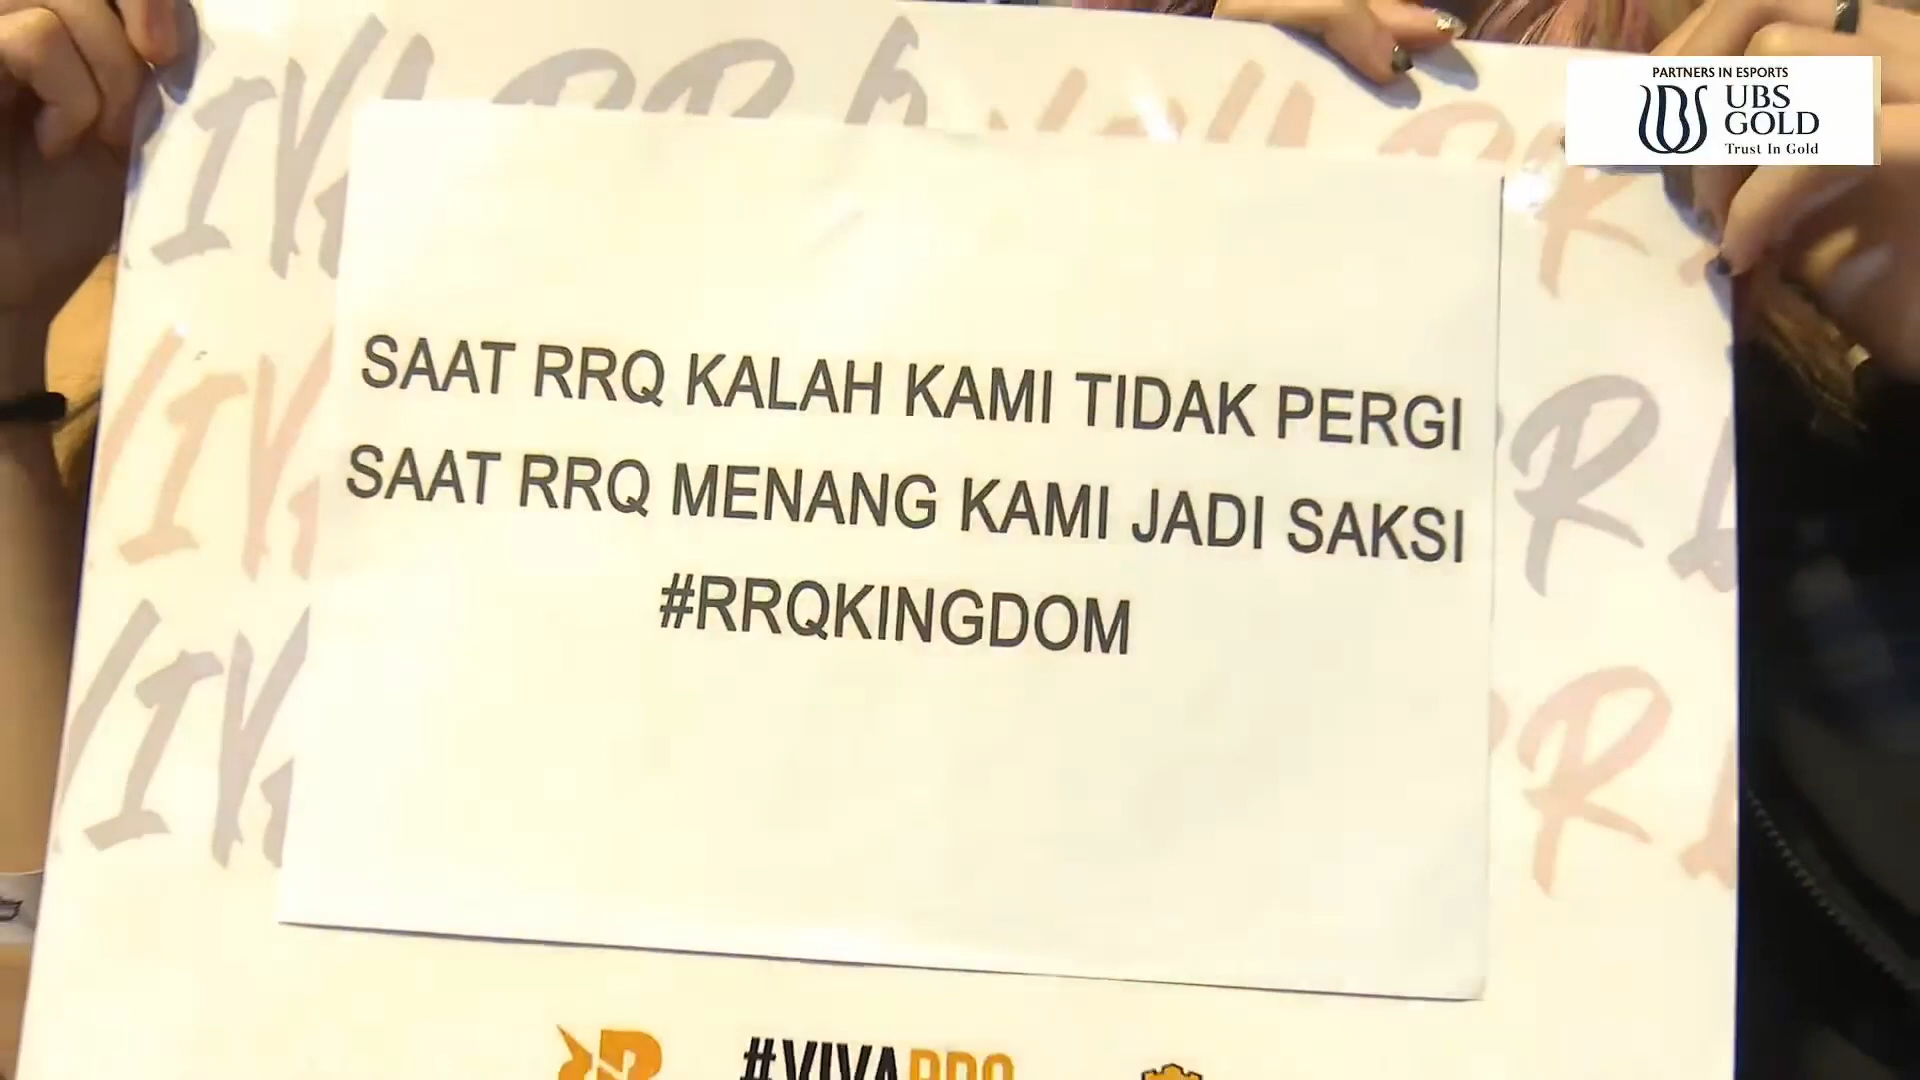 PARTNERS IN ESPORTS
UBS
GOLD
Trust In Gold
SAAT RRQ KALAH KAMI TIDAK PERGI
SAAT RRQ MENANG KAMI JADI SAKSI
#RRQKINGDOM
#VIVARRQ